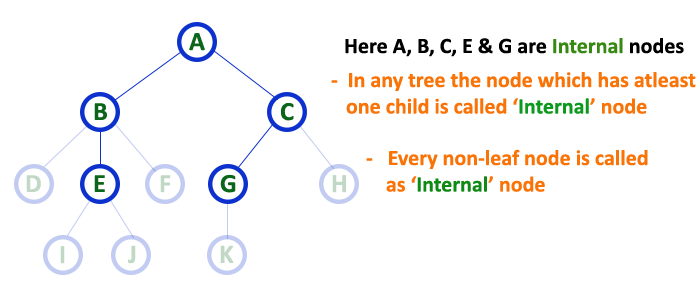 A
Here A, B, C, E & G are Internal nodes
- In any tree the node which has atleast
one child is called ‘Internal’ node
B
C
- Every non-leaf node is called
as ‘Internal’ node
D
E
F
G
H
I
J
K